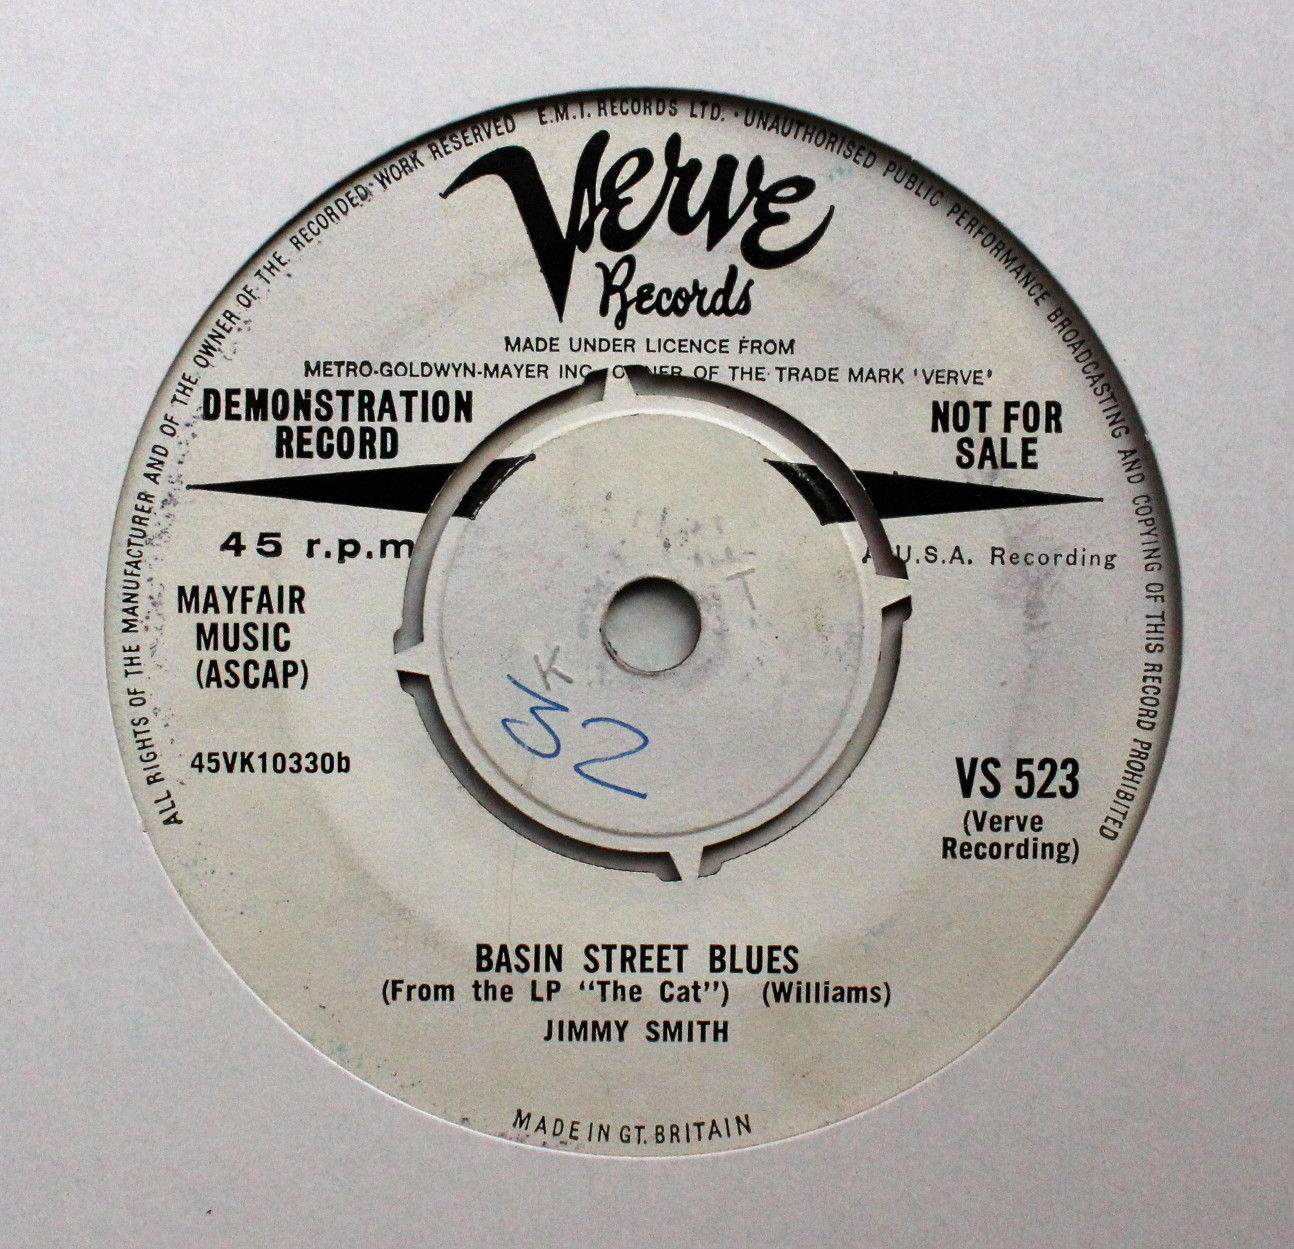 ALL RIGHTS OF THE MANUFACTURER AND OF THE OWNER OF THE RECORDED WORK RESERVED E.M.I. RECORDS LTD. · UNAUTHORISED PUBLIC PERFORMANCE BROADCASTING AND COPYING OF THIS RECORD PROHIBITED
Verve
Records
MADE UNDER LICENCE FROM
METRO-GOLDWYN-MAYER INC. OWNER OF THE TRADE MARK 'VERVE'
DEMONSTRATION
RECORD
NOT FOR
SALE
45 r.p.m
A U.S.A. Recording
MAYFAIR
MUSIC
(ASCAP)
T
K
32
45VK10330b
VS 523
(Verve
Recording)
BASIN STREET BLUES
(From the LP "The Cat") (Williams)
JIMMY SMITH
MADE IN GT. BRITAIN